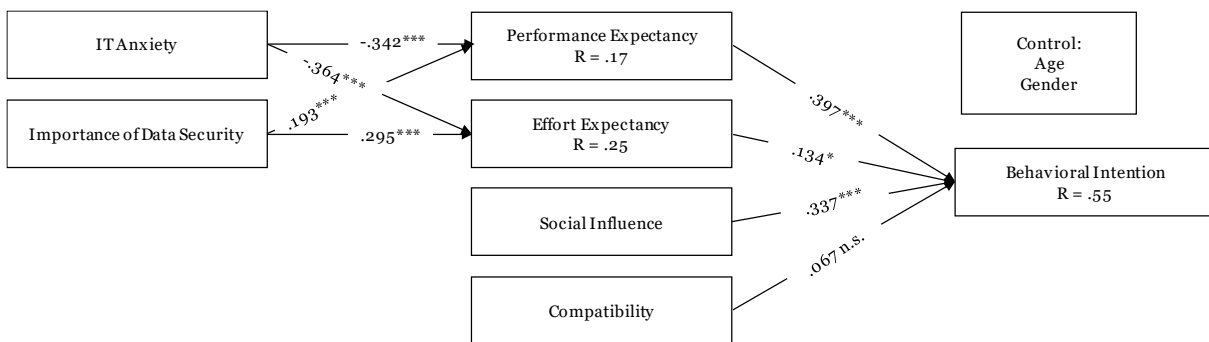 IT Anxiety
-.342***
Performance Expectancy
R = .17
Control:
Age
Gender
-.364***
.193***
.397***
Importance of Data Security
.295***
Effort Expectancy
R = .25
.134*
Behavioral Intention
R = .55
Social Influence
.337***
.067 n.s.
Compatibility